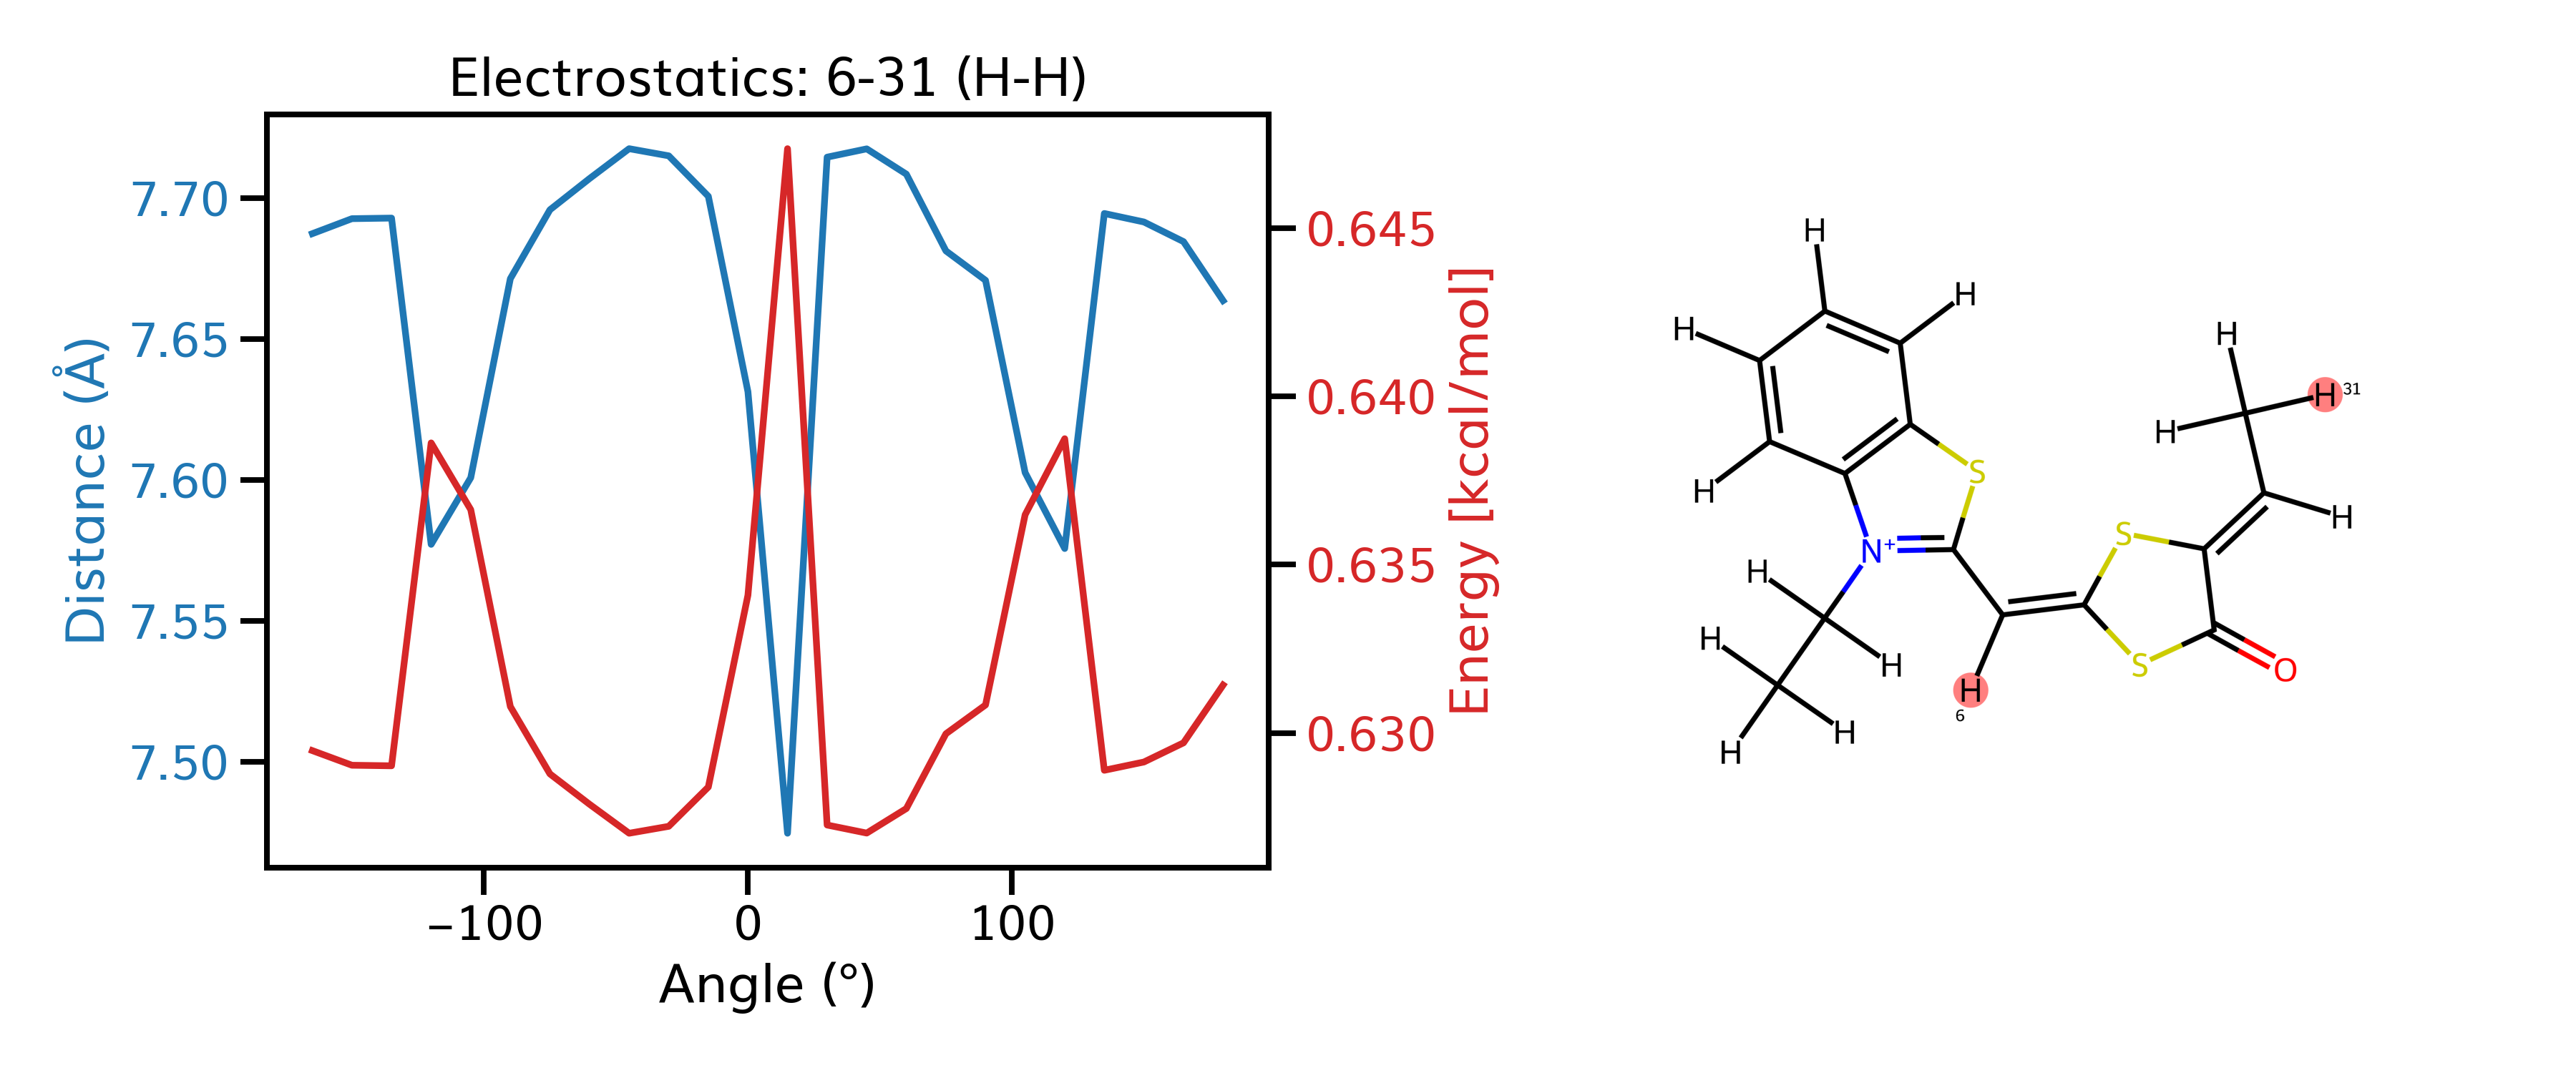 Electrostatics: 6-31 (H-H)
Distance (Å)
7.70
7.65
7.60
7.55
7.50
0.645
0.640
0.635
0.630
Energy [kcal/mol]
−100
0
100
Angle (°)
H
H
H
H
H
H 31
H
S
H
S
N+
H
H
H
S
O
H
6
H
H